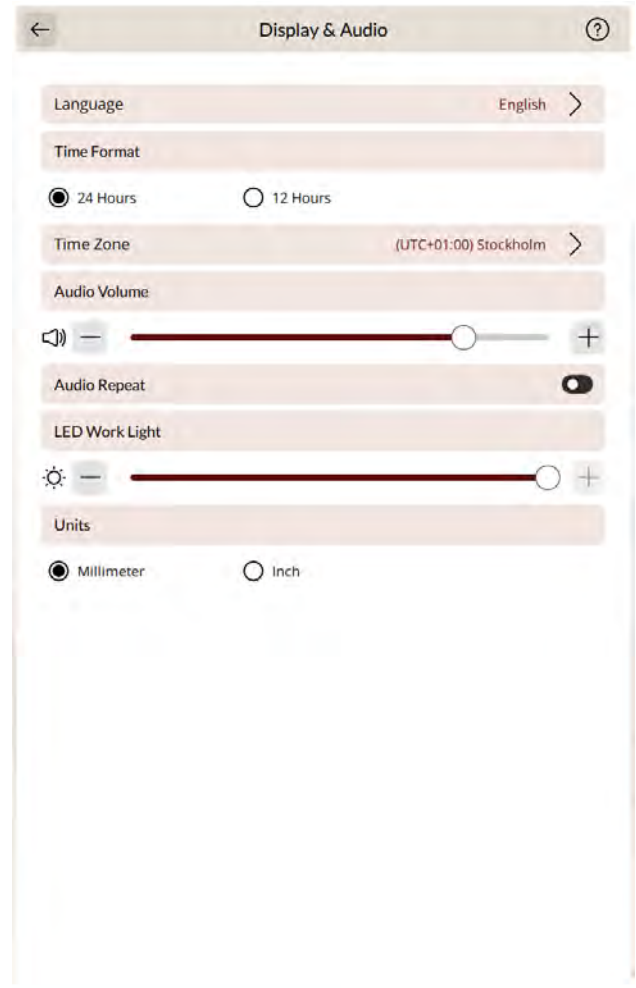 Display & Audio
Language English
Time Format
24 Hours 12 Hours
Time Zone (UTC+01:00) Stockholm
Audio Volume
Audio Repeat
LED Work Light
Units
Millimeter Inch